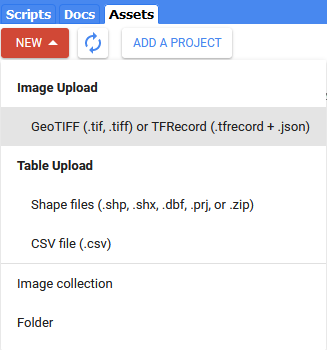 Scripts Docs Assets
NEW ADD A PROJECT
Image Upload
GeoTIFF (.tif, .tiff) or TFRecord (.tfrecord + .json)
Table Upload
Shape files (.shp, .shx, .dbf, .prj, or .zip)
CSV file (.csv)
Image collection
Folder